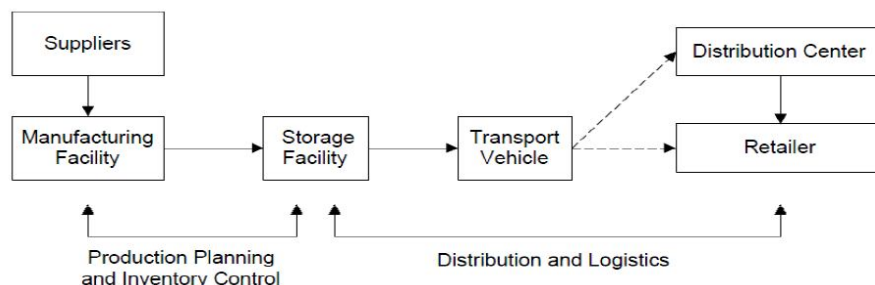 Suppliers
Distribution Center
Manufacturing
Facility
Storage
Facility
Transport
Vehicle
Retailer
Production Planning
and Inventory Control
Distribution and Logistics